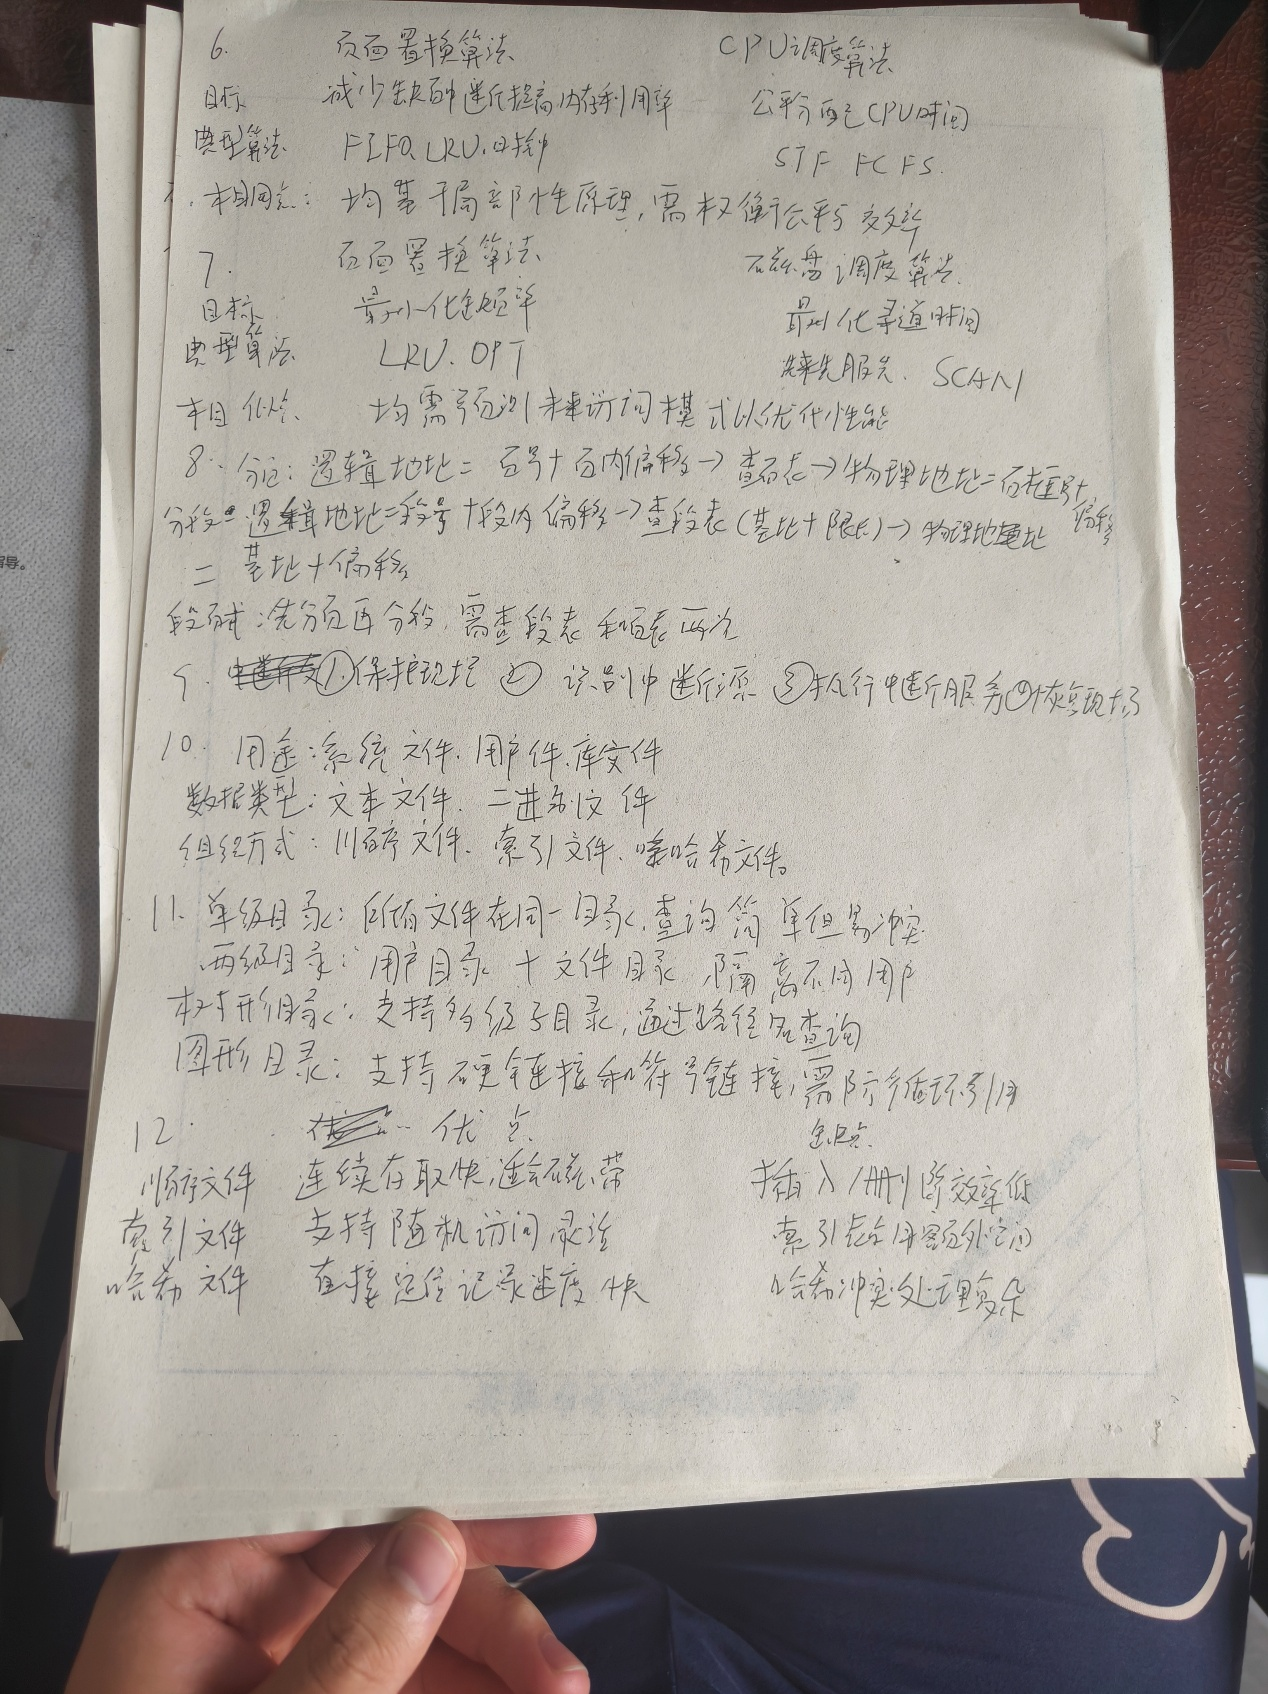 6. 页面置换算法 CPU调度算法
目标 减少缺页中断提高内存利用率 公平分配CPU时间
典型算法 FIFO、LRU、时钟 SJF FCFS.
相同点: 均基于局部性原理,需权衡公平与效率
7. 页面置换算法 磁盘调度算法
目标 最小化缺页率 最小化寻道时间
典型算法 LRU、OPT 先来先服务、SCAN
相似点 均需预测未来访问模式以优化性能
8. 分页: 逻辑地址=页号+页内偏移→查页表→物理地址=页框号+偏移
分段= 逻辑地址=段号+段内偏移→查段表(基址+限长)→物理地址
= 基址+偏移
段页式:先分页再分段,需查段表和页表两次
9. ①.保护现场 ② 识别中断源 ③执行中断服务 ④恢复现场
10. 用途:系统文件、用户件、库文件
数据类型: 文本文件、二进制文件
组织方式: 顺序文件、索引文件、哈希文件。
11. 单级目录: 所有文件在同一目录,查询简单但易冲突
两级目录: 用户目录+文件目录,隔离不同用户
树形目录: 支持多级子目录,通过路径名查询
图形目录: 支持硬链接和符号链接,需防循环引用
12. 优点 缺点
顺序文件 连续存取快,适合磁带 插入/删除效率低
索引文件 支持随机访问,灵活 索引表占用额外空间
哈希文件 直接定位记录速度快 哈希冲突处理复杂
导。